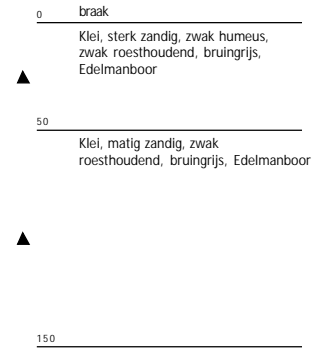 0 braak
Klei, sterk zandig, zwak humeus,
zwak roesthoudend, bruingrijs,
Edelmanboor
50
Klei, matig zandig, zwak
roesthoudend, bruingrijs, Edelmanboor
150